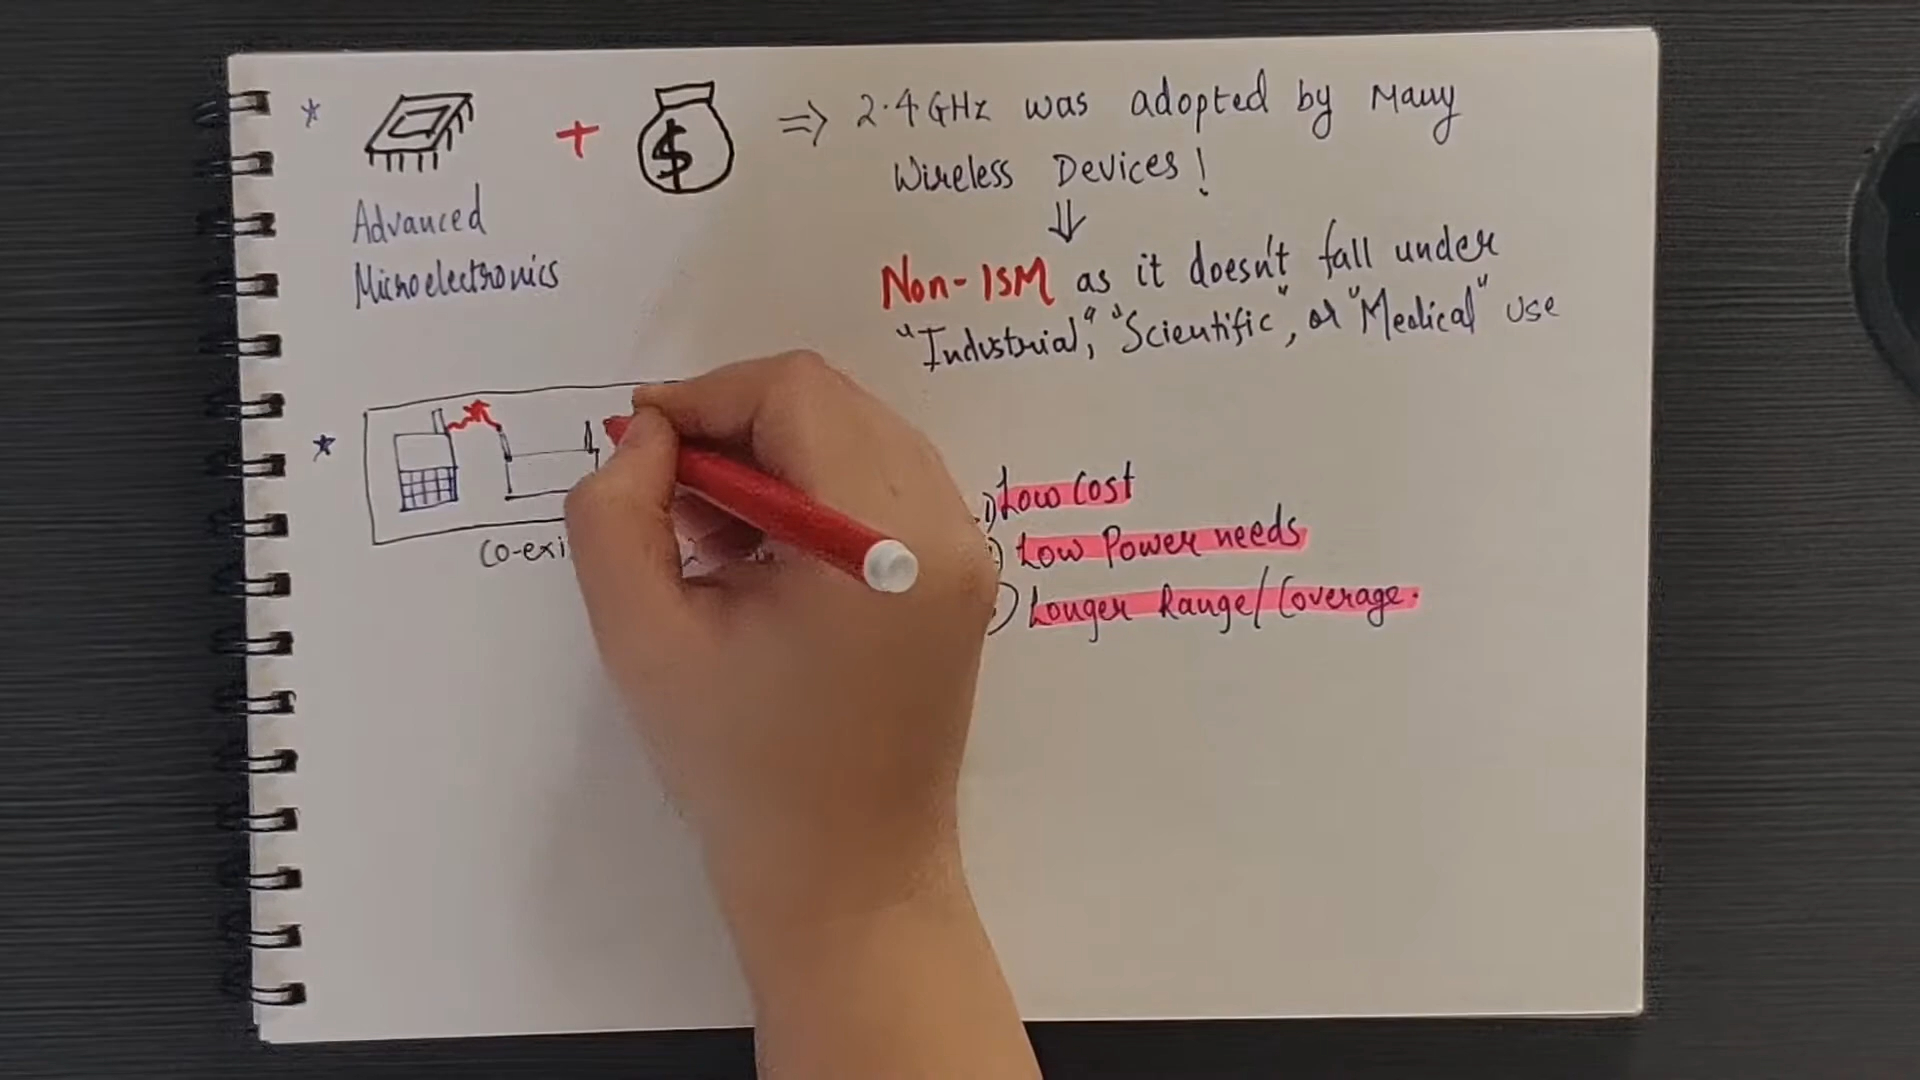 $
2.4GHz was adopted by Many
Wireless Devices!
Advanced
Microelectronics
Non-ISM as it doesn't fall under
"Industrial," "Scientific", or "Medical" use
1) Low Cost
Low Power needs
Longer Range/Coverage.